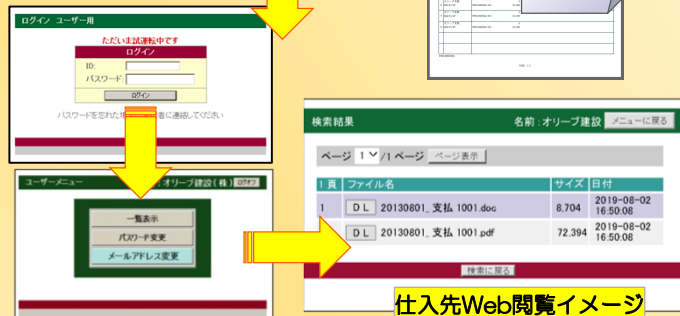 ログイン ユーザー用
ただいま試運転中です
ログイン
ID:
パスワード:
ログイン
パスワードを忘れた場 者に連絡してください
ユーザーメニュー
:オリーブ建設(株) ログオフ
一覧表示
パスワード変更
メールアドレス変更
検索結果
名前:オリーブ建設 メニューに戻る
ページ 1 /1 ページ ページ表示
1 頁 ファイル名 サイズ 日付
1 DL 20130801_支払 1001.doc 8,704 2019-08-02
16:50:08
DL 20130801_支払 1001.pdf 72,394 2019-08-02
16:50:08
検索に戻る
仕入先Web閲覧イメージ